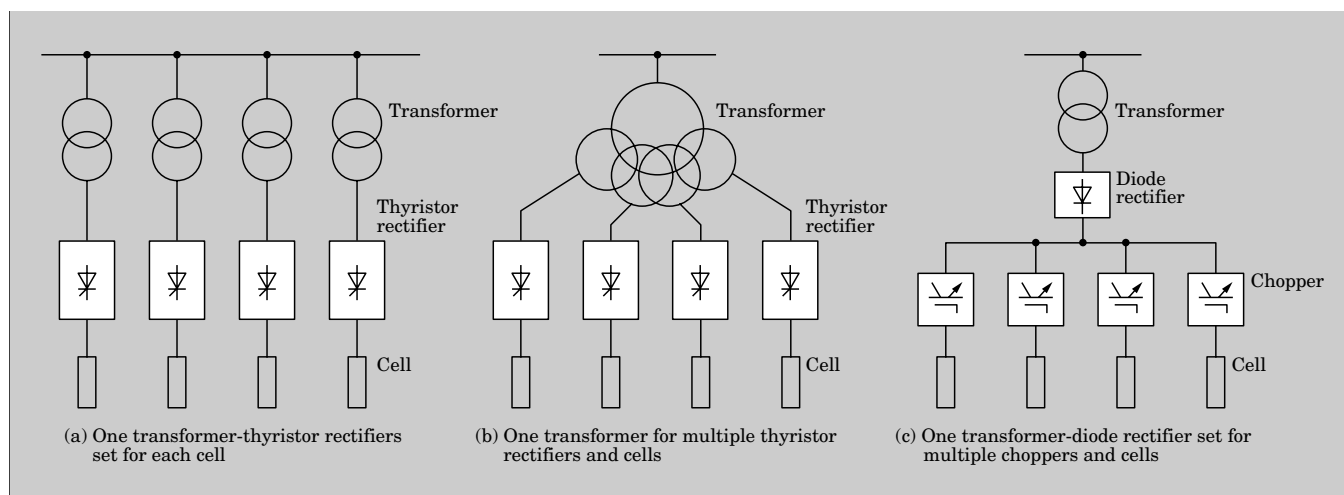 Transformer
Thyristor
rectifier
Cell
(a) One transformer-thyristor rectifiers
set for each cell
Transformer
Thyristor
rectifier
Cell
(b) One transformer for multiple thyristor
rectifiers and cells
Transformer
Diode
rectifier
Chopper
Cell
(c) One transformer-diode rectifier set for
multiple choppers and cells